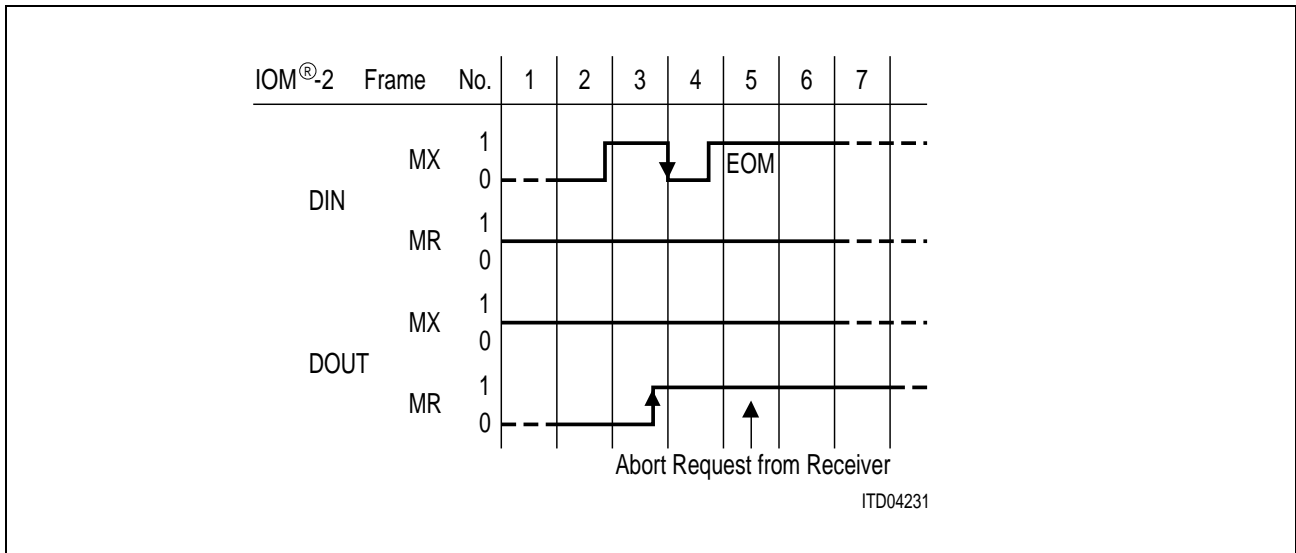 IOM®-2 Frame No. 1 2 3 4 5 6 7
1
MX
0
EOM
DIN
1
MR
0
1
MX
0
DOUT
1
MR
0
Abort Request from Receiver
ITD04231